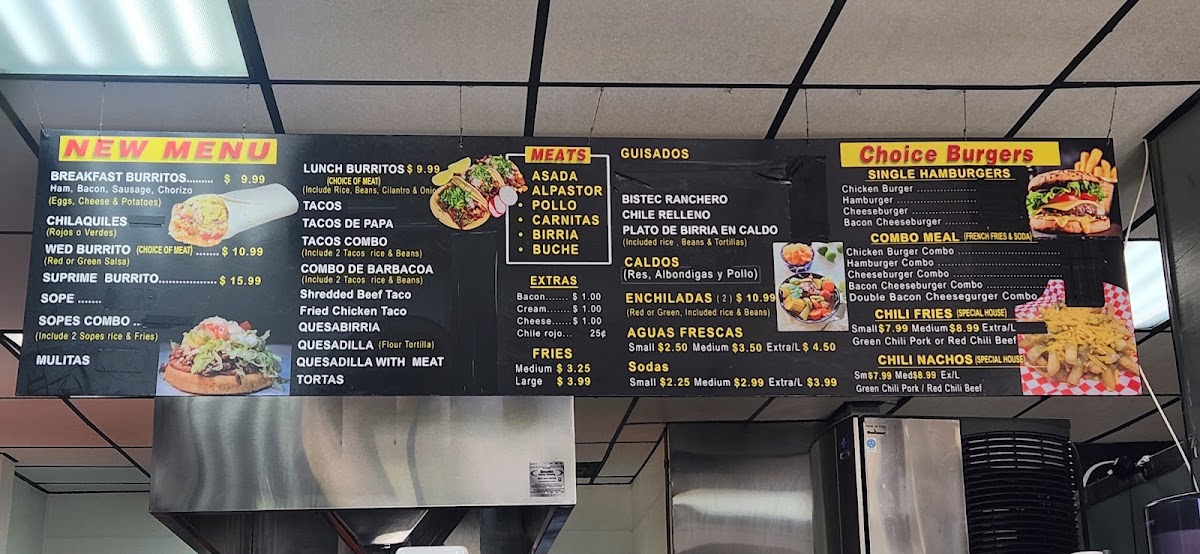 NEW MENU
BREAKFAST BURRITOS......... $ 9.99
Ham, Bacon, Sausage, Chorizo
(Eggs, Cheese & Potatoes)
CHILAQUILES
(Rojos o Verdes)
WED BURRITO (CHOICE OF MEAT) ....... $ 10.99
(Red or Green Salsa)
SUPRIME BURRITO................. $ 15.99
SOPE .......
SOPES COMBO ..
(Include 2 Sopes rice & Fries)
MULITAS
LUNCH BURRITOS $ 9.99
(CHOICE OF MEAT)
(Include Rice, Beans, Cilantro & Onio
TACOS
TACOS DE PAPA
TACOS COMBO
(Include 2 Tacos rice & Beans)
COMBO DE BARBACOA
(Include 2 Tacos rice & Beans)
Shredded Beef Taco
Fried Chicken Taco
QUESABIRRIA
QUESADILLA (Flour Tortilla)
QUESADILLA WITH MEAT
TORTAS
MEATS
• ASADA
• ALPASTOR
• POLLO
• CARNITAS
• BIRRIA
• BUCHE
EXTRAS
Bacon....... $ 1.00
Cream....... $ 1.00
Cheese...... $ 1.00
Chile rojo... 25¢
FRIES
Medium $ 3.25
Large $ 3.99
GUISADOS
BISTEC RANCHERO
CHILE RELLENO
PLATO DE BIRRIA EN CALDO
(Included rice , Beans & Tortillas)
CALDOS
(Res, Albondigas y Pollo)
ENCHILADAS ( 2 ) $ 10.99
(Red or Green, Included rice & Beans)
AGUAS FRESCAS
Small $2.50 Medium $3.50 Extra/L $ 4.50
Sodas
Small $2.25 Medium $2.99 Extra/L $3.99
Choice Burgers
SINGLE HAMBURGERS
Chicken Burger ..................
Hamburger .....................
Cheeseburger ..................
Bacon Cheeseburger ..........
COMBO MEAL (FRENCH FRIES & SODA)
Chicken Burger Combo ........................
Hamburger Combo ............................
Cheeseburger Combo .........................
Bacon Cheeseburger Combo ..............
Double Bacon Cheesegurger Combo
CHILI FRIES (SPECIAL HOUSE)
Small $7.99 Medium $8.99 Extra/L
Green Chili Pork or Red Chili Beef
CHILI NACHOS (SPECIAL HOUSE
Sm$7.99 Med$8.99 Ex/L
Green Chili Pork / Red Chili Beef